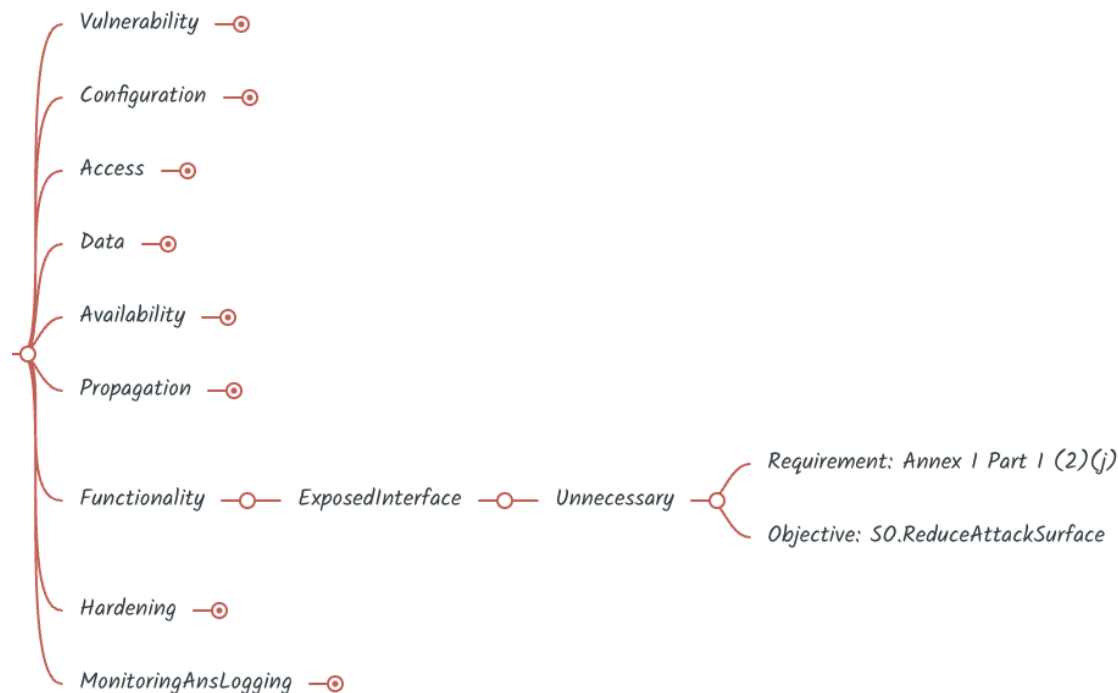 Vulnerability
Configuration
Access
Data
Availability
Propagation
Functionality
ExposedInterface
Unnecessary
Requirement: Annex I Part I (2)(j)
Objective: SO.ReduceAttackSurface
Hardening
MonitoringAnsLogging